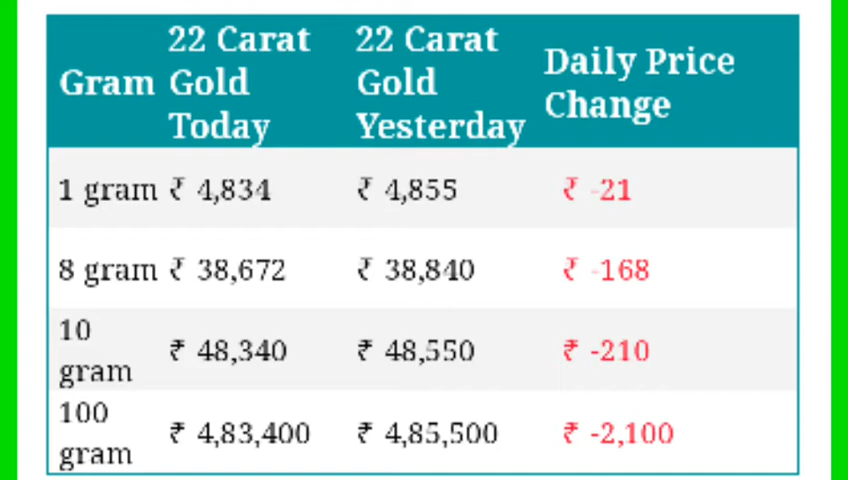 Gram 22 Carat Gold Today 22 Carat Gold Yesterday Daily Price Change
1 gram ₹ 4,834 ₹ 4,855 ₹ -21
8 gram ₹ 38,672 ₹ 38,840 ₹ -168
10 gram ₹ 48,340 ₹ 48,550 ₹ -210
100 gram ₹ 4,83,400 ₹ 4,85,500 ₹ -2,100